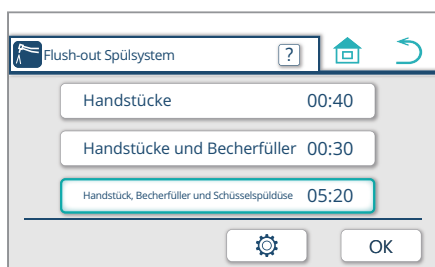 Flush-out Spülsystem ?
Handstücke 00:40
Handstücke und Becherfüller 00:30
Handstück, Becherfüller und Schüsselspüldüse 05:20
OK